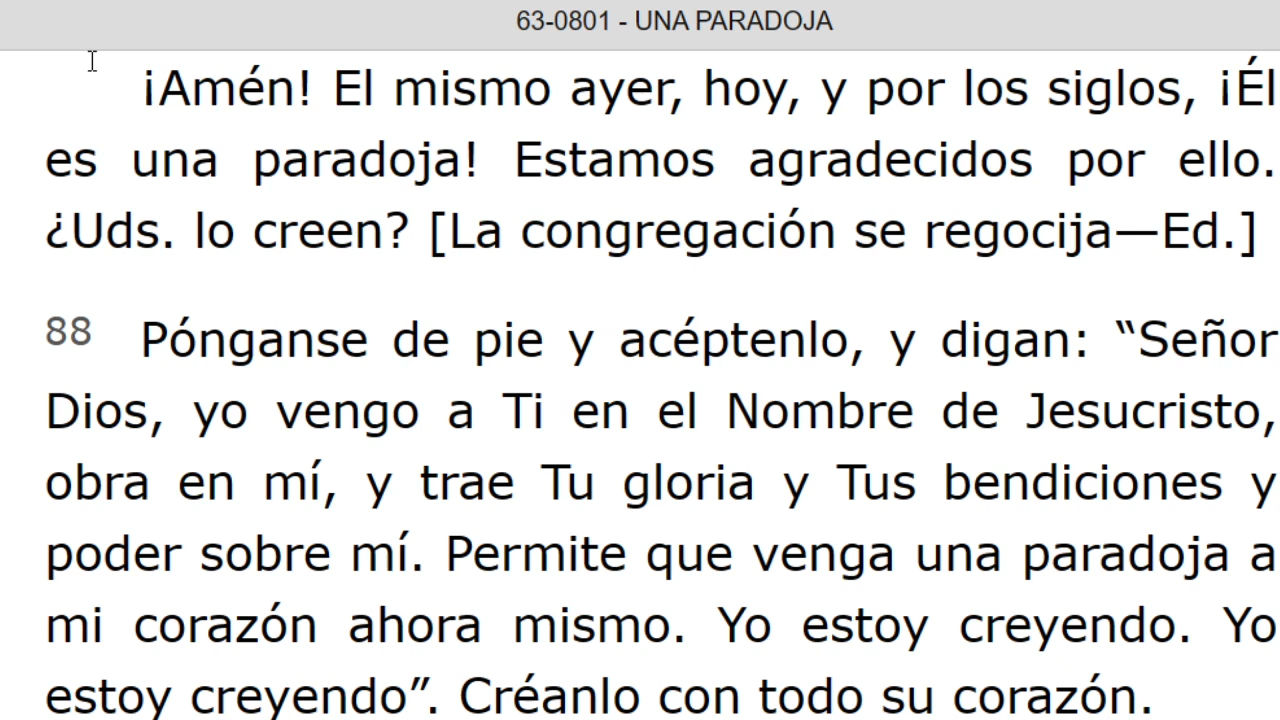 63-0801 - UNA PARADOJA
¡Amén! El mismo ayer, hoy, y por los siglos, ¡Él
es una paradoja! Estamos agradecidos por ello.
¿Uds. lo creen? [La congregación se regocija—Ed.]
88 Pónganse de pie y acéptenlo, y digan: “Señor
Dios, yo vengo a Ti en el Nombre de Jesucristo,
obra en mí, y trae Tu gloria y Tus bendiciones y
poder sobre mí. Permite que venga una paradoja a
mi corazón ahora mismo. Yo estoy creyendo. Yo
estoy creyendo”. Créanlo con todo su corazón.